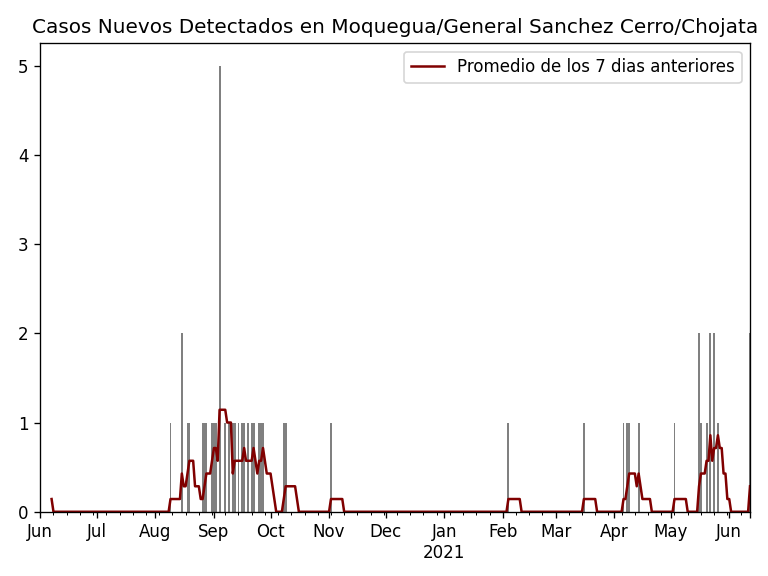 Casos Nuevos Detectados en Moquegua/General Sanchez Cerro/Chojata
Promedio de los 7 dias anteriores
5
4
3
2
1
0
Jun Jul Aug Sep Oct Nov Dec Jan Feb Mar Apr May Jun
2021